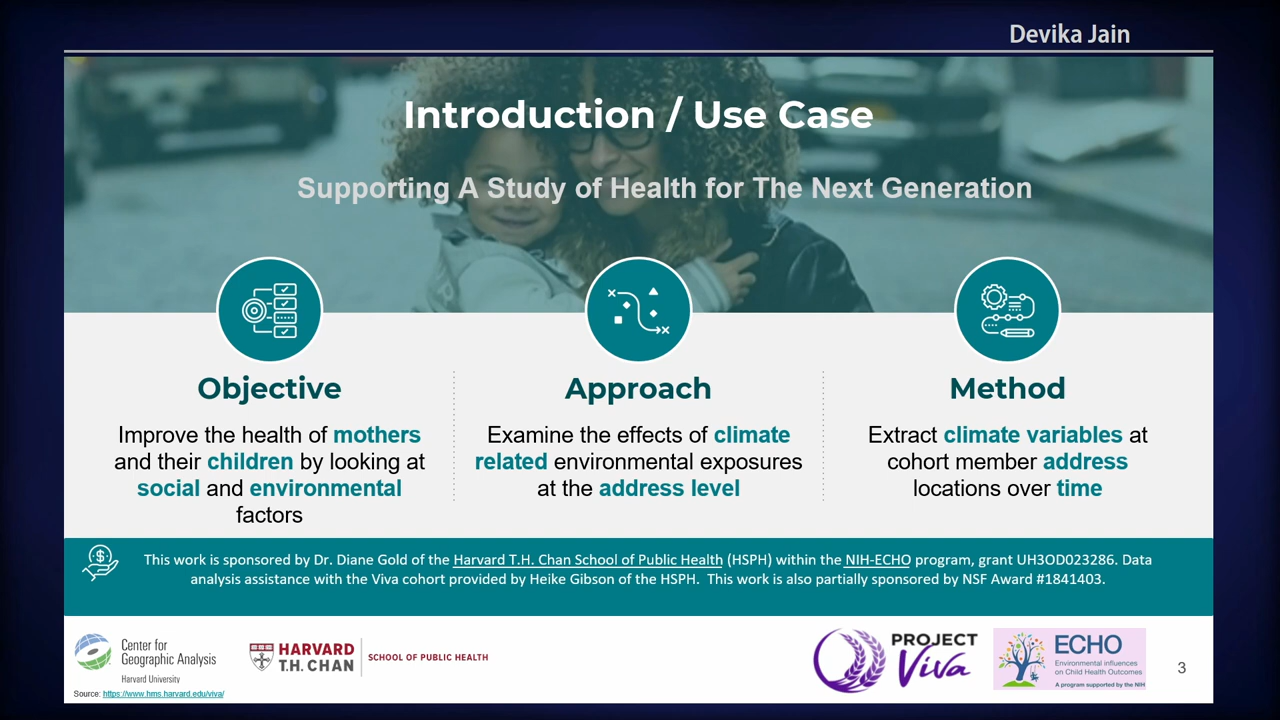 Devika Jain
Introduction / Use Case
Supporting A Study of Health for The Next Generation
Objective
Improve the health of mothers
and their children by looking at
social and environmental
factors
Approach
Examine the effects of climate
related environmental exposures
at the address level
Method
Extract climate variables at
cohort member address
locations over time
This work is sponsored by Dr. Diane Gold of the Harvard T.H. Chan School of Public Health (HSPH) within the NIH-ECHO program, grant UH3OD023286. Data
analysis assistance with the Viva cohort provided by Heike Gibson of the HSPH. This work is also partially sponsored by NSF Award #1841403.
Center for
Geographic Analysis
Harvard University
HARVARD
T.H. CHAN
SCHOOL OF PUBLIC HEALTH
PROJECT
Viva
ECHO
Environmental influences
on Child Health Outcomes
A program supported by the NIH
3
Source: https://www.hms.harvard.edu/viva/